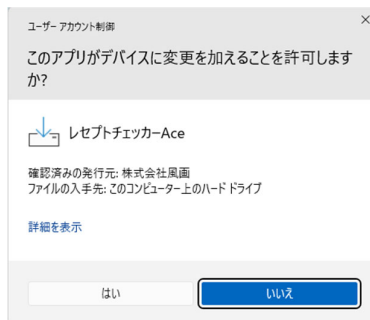 ユーザー アカウント制御
×
このアプリがデバイスに変更を加えることを許可します
か?
レセプトチェッカーAce
確認済みの発行元: 株式会社風画
ファイルの入手先: このコンピューター上のハード ドライブ
詳細を表示
はい
いいえ